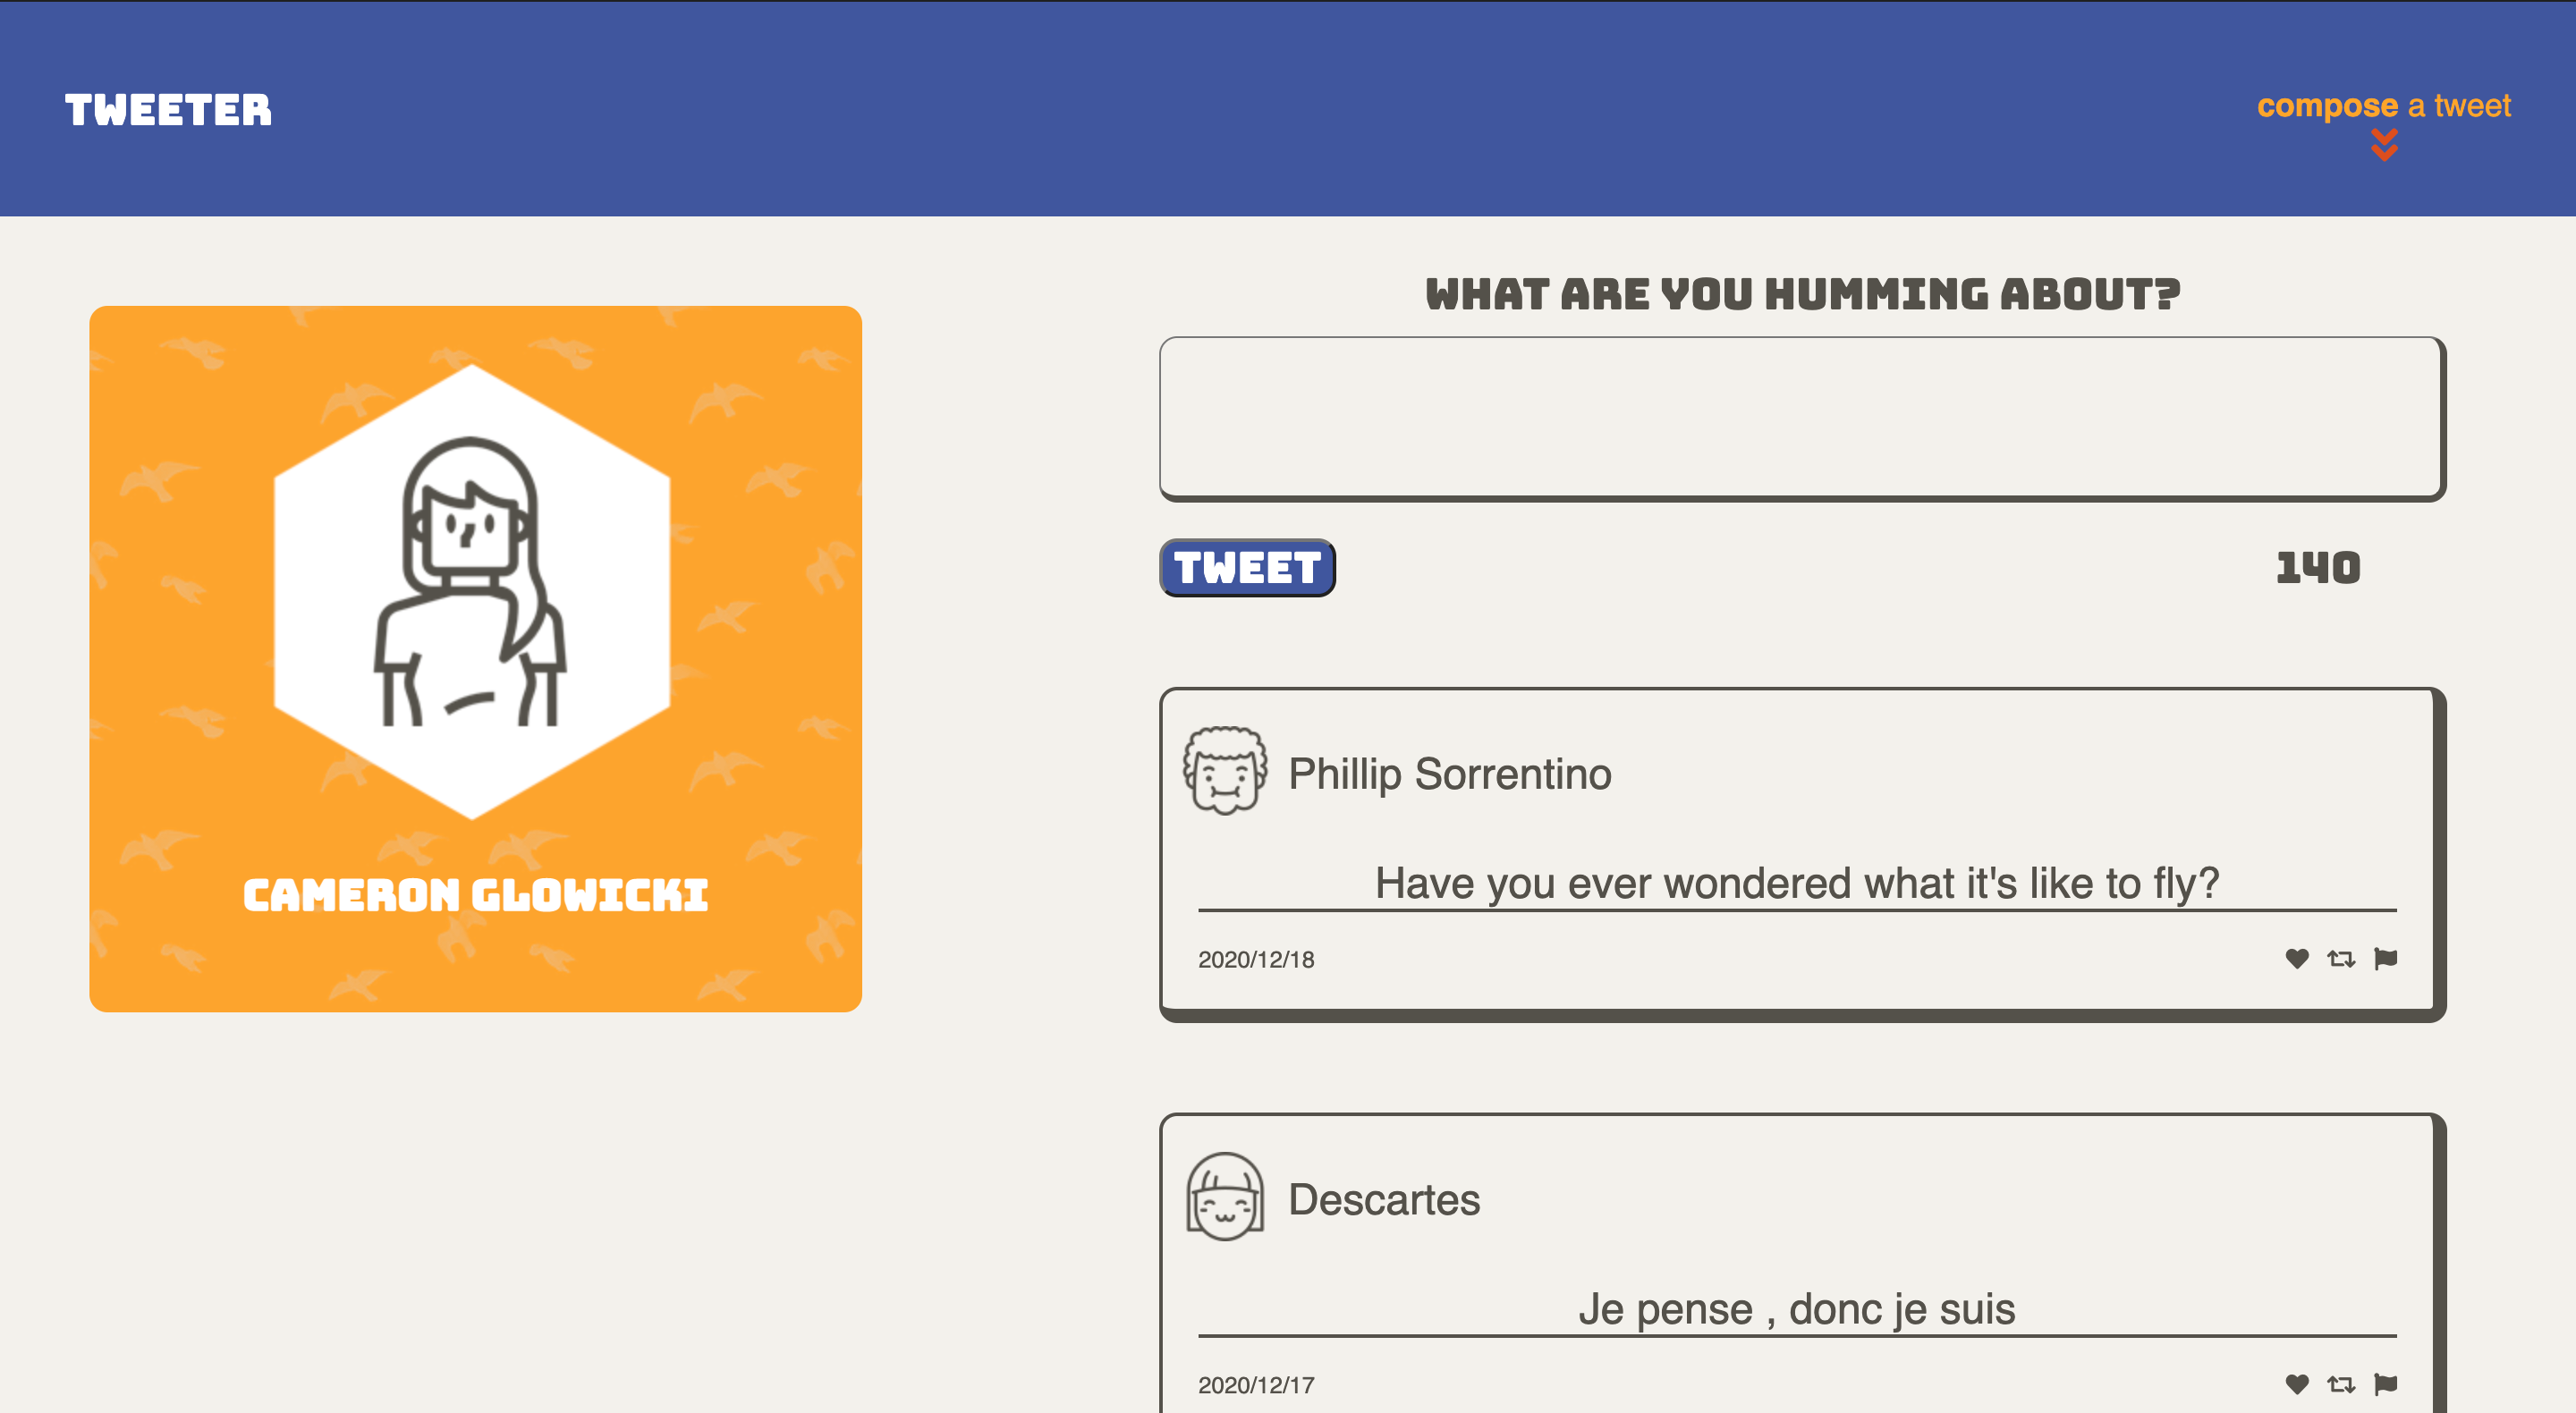 TWEETER
compose a tweet
CAMERON GLOWICKI
WHAT ARE YOU HUMMING ABOUT?
TWEET
140
Phillip Sorrentino
Have you ever wondered what it's like to fly?
2020/12/18
Descartes
Je pense , donc je suis
2020/12/17